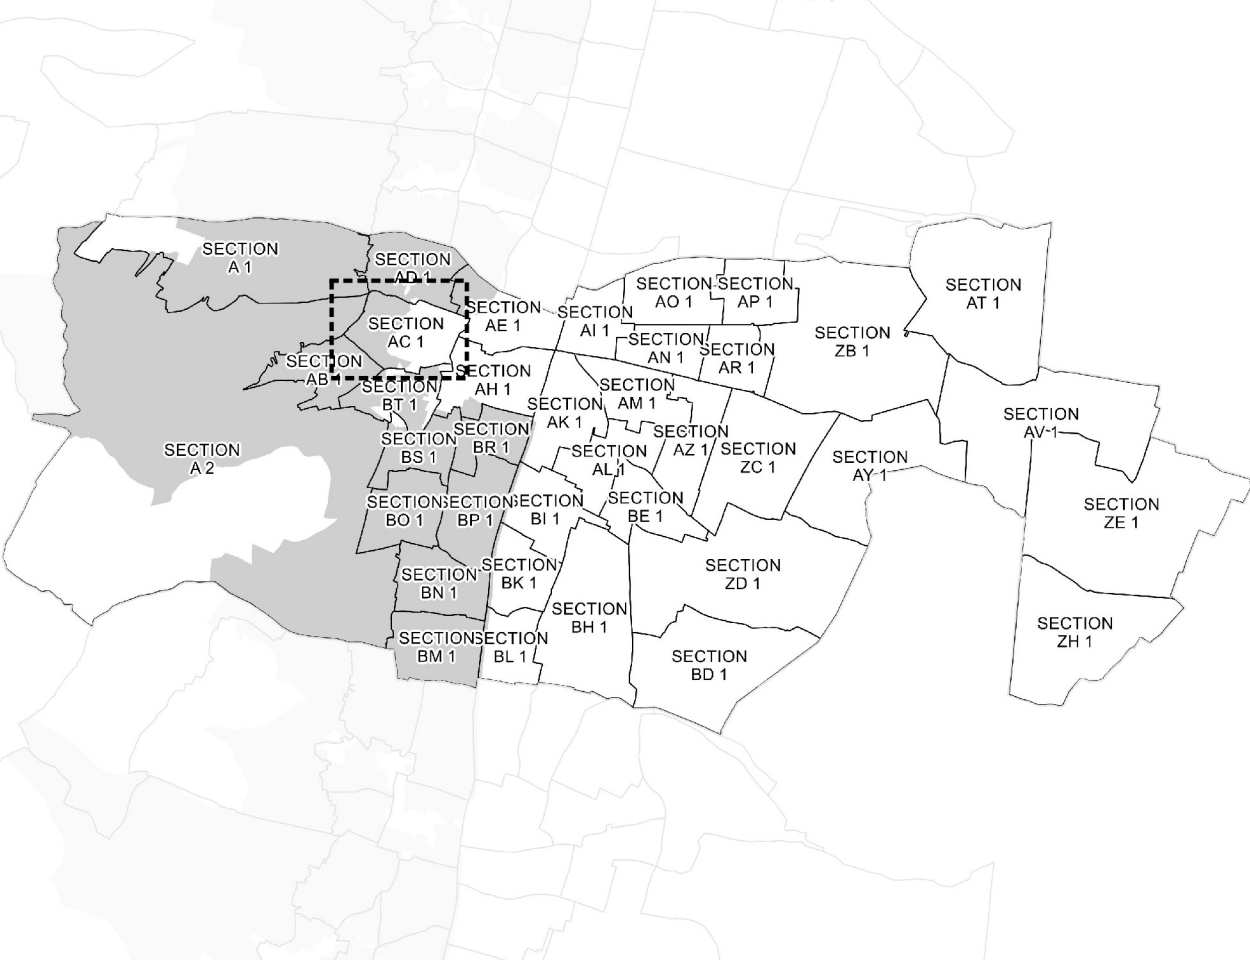 SECTION
A 1
SECTION
AD 1
SECTION
AE 1
SECTION
AC 1
SECTION
AB 1
SECTION
BT 1
SECTION
AH 1
SECTION
AI 1
SECTION
AO 1
SECTION
AP 1
SECTION
AN 1
SECTION
AR 1
SECTION
ZB 1
SECTION
AT 1
SECTION
A 2
SECTION
BS 1
SECTION
BR 1
SECTION
AK 1
SECTION
AM 1
SECTION
AL 1
SECTION
AZ 1
SECTION
ZC 1
SECTION
AY 1
SECTION
AV 1
SECTION
BO 1
SECTION
BP 1
SECTION
BI 1
SECTION
BE 1
SECTION
ZE 1
SECTION
BN 1
SECTION
BK 1
SECTION
ZD 1
SECTION
BH 1
SECTION
BM 1
SECTION
BL 1
SECTION
BD 1
SECTION
ZH 1